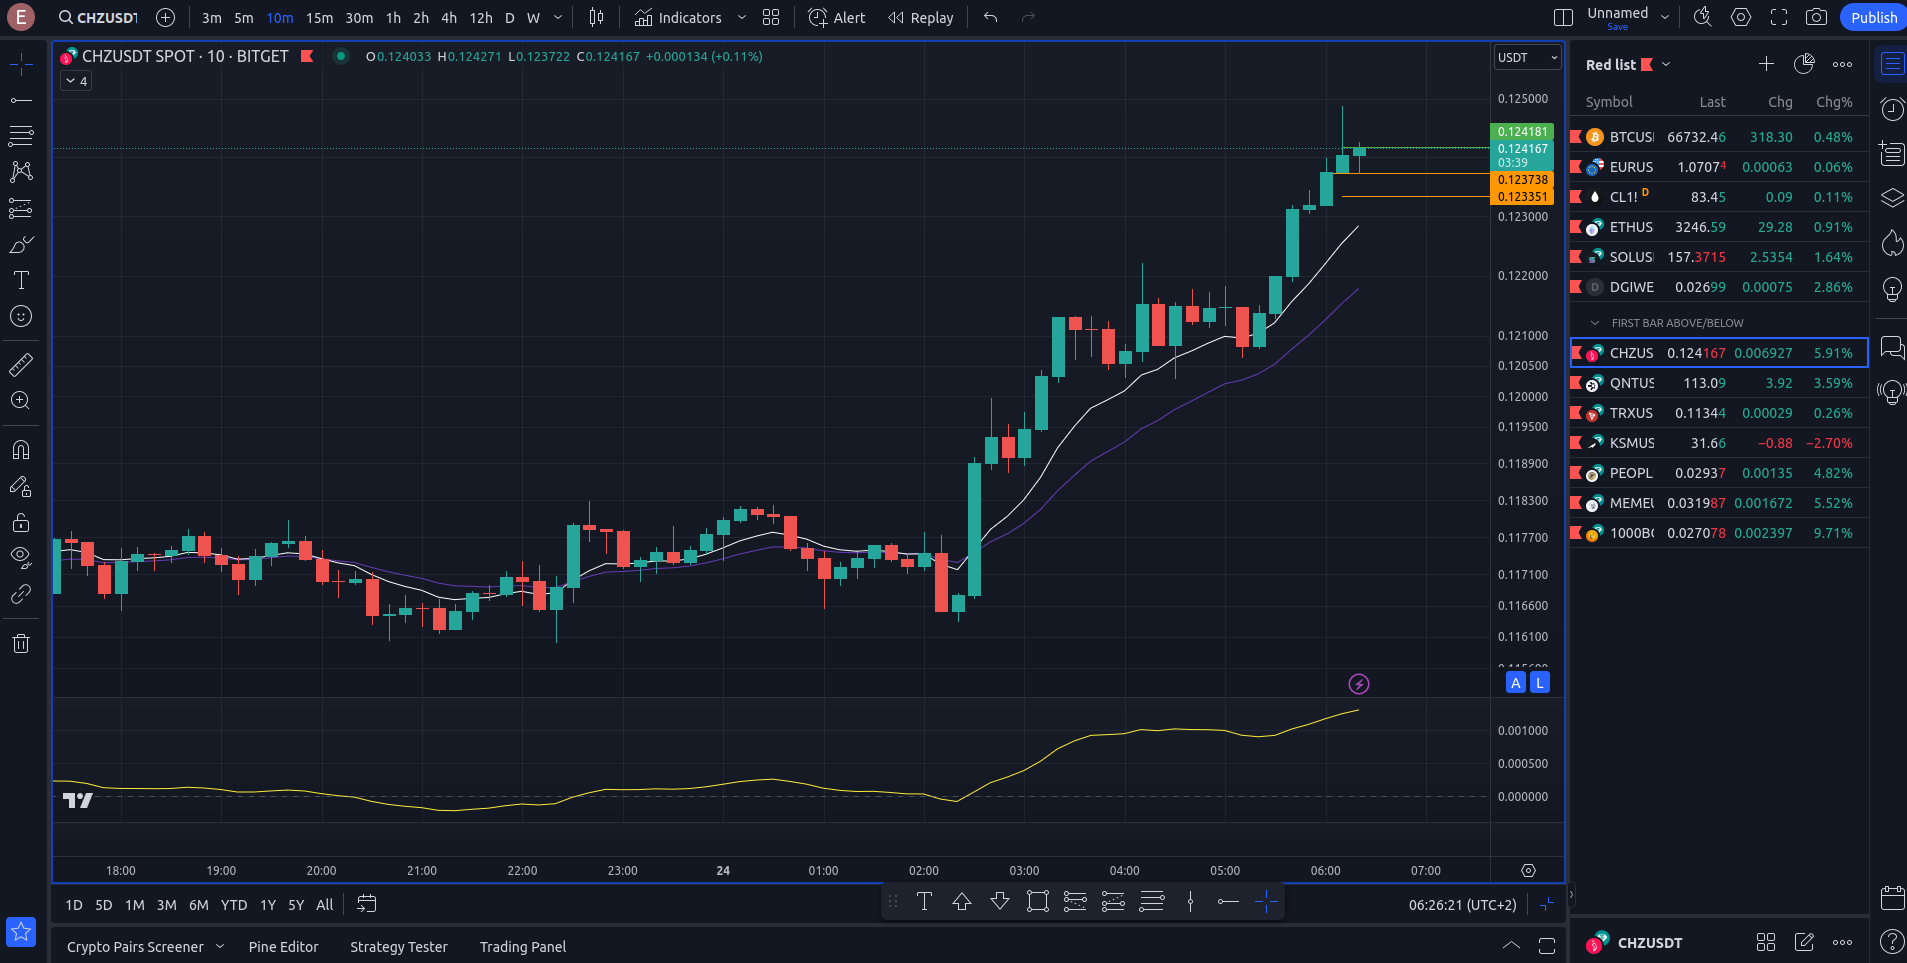 E CHZUSDT 3m 5m 10m 15m 30m 1h 2h 4h 12h D W Indicators Alert Replay Unnamed Save Publish
CHZUSDT SPOT · 10 · BITGET O0.124033 H0.124271 L0.123722 C0.124167 +0.000134 (+0.11%)
4
USDT
0.125000
0.124181
0.124167
03:39
0.123738
0.123351
0.123000
0.122000
0.121000
0.120500
0.120000
0.119500
0.118900
0.118300
0.117700
0.117100
0.116600
0.116100
0.115600
A L
0.001000
0.000500
0.000000
18:00 19:00 20:00 21:00 22:00 23:00 24 01:00 02:00 03:00 04:00 05:00 06:00 07:00
1D 5D 1M 3M 6M YTD 1Y 5Y All
T
06:26:21 (UTC+2)
Crypto Pairs Screener Pine Editor Strategy Tester Trading Panel
Red list
Symbol Last Chg Chg%
BTCUS 66732.46 318.30 0.48%
EURUS 1.07074 0.00063 0.06%
CL1! D 83.45 0.09 0.11%
ETHUS 3246.59 29.28 0.91%
SOLUS 157.3715 2.5354 1.64%
D DGIWE 0.02699 0.00075 2.86%
FIRST BAR ABOVE/BELOW
CHZUS 0.124167 0.006927 5.91%
QNTUS 113.09 3.92 3.59%
TRXUS 0.11344 0.00029 0.26%
KSMUS 31.66 −0.88 −2.70%
PEOPL 0.02937 0.00135 4.82%
MEMEU 0.031987 0.001672 5.52%
1000BO 0.027078 0.002397 9.71%
CHZUSDT